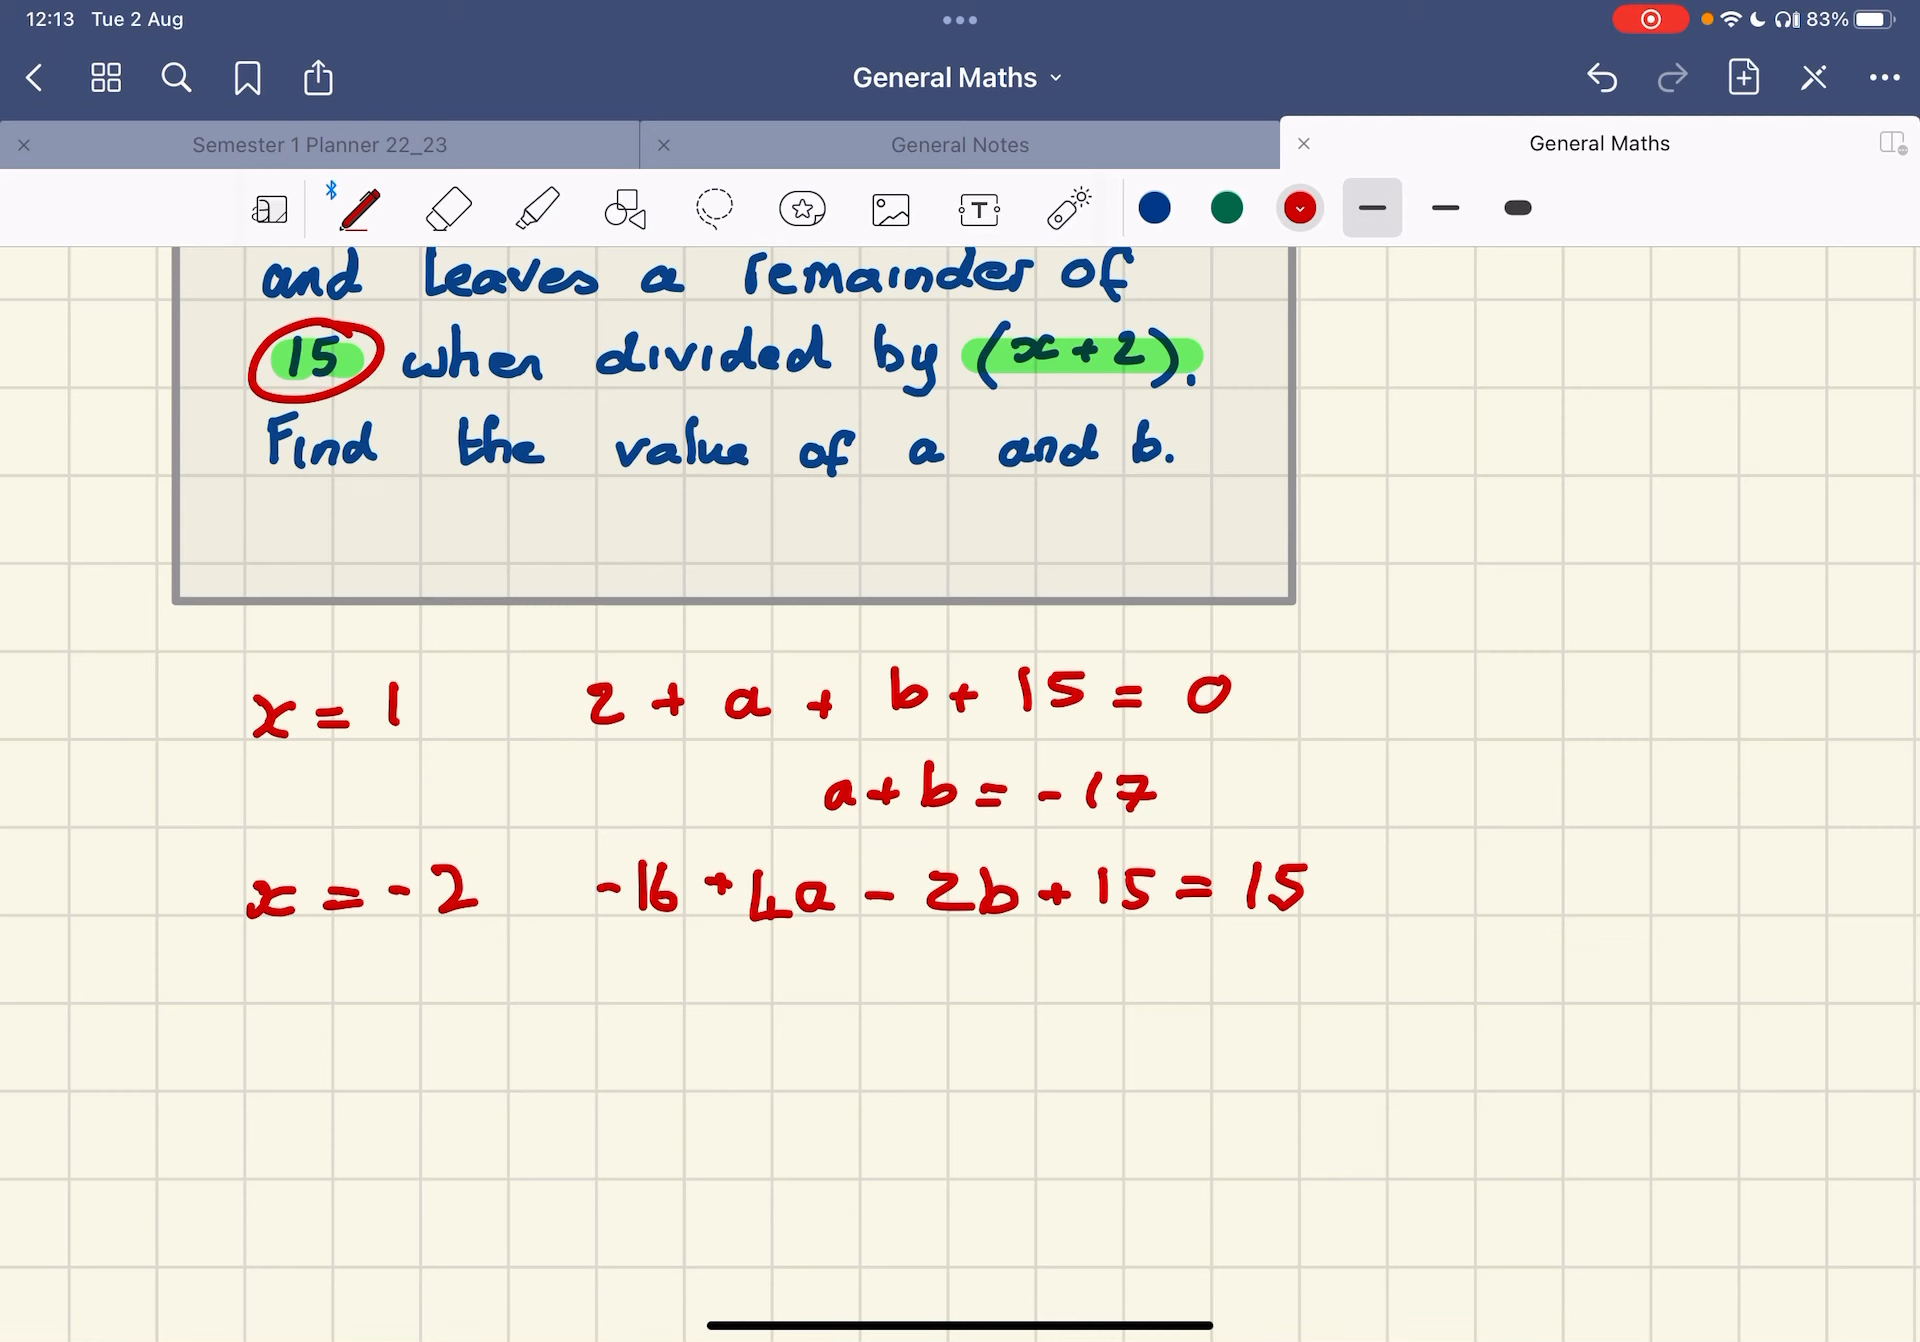 12:13 Tue 2 Aug 83%
General Maths
Semester 1 Planner 22_23 General Notes General Maths
and leaves a remainder of
15 when divided by (x + 2).
Find the value of a and b.
x = 1 2 + a + b + 15 = 0
a + b = - 17
x = - 2 - 16 + 4a - 2b + 15 = 15